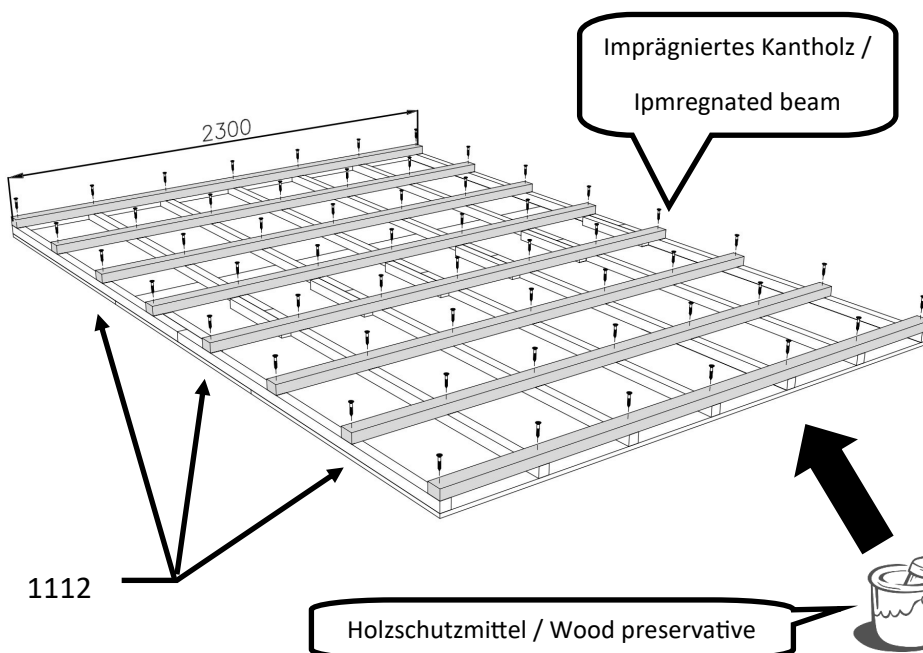 Imprägniertes Kantholz /
Ipmregnated beam
2300
1112
Holzschutzmittel / Wood preservative